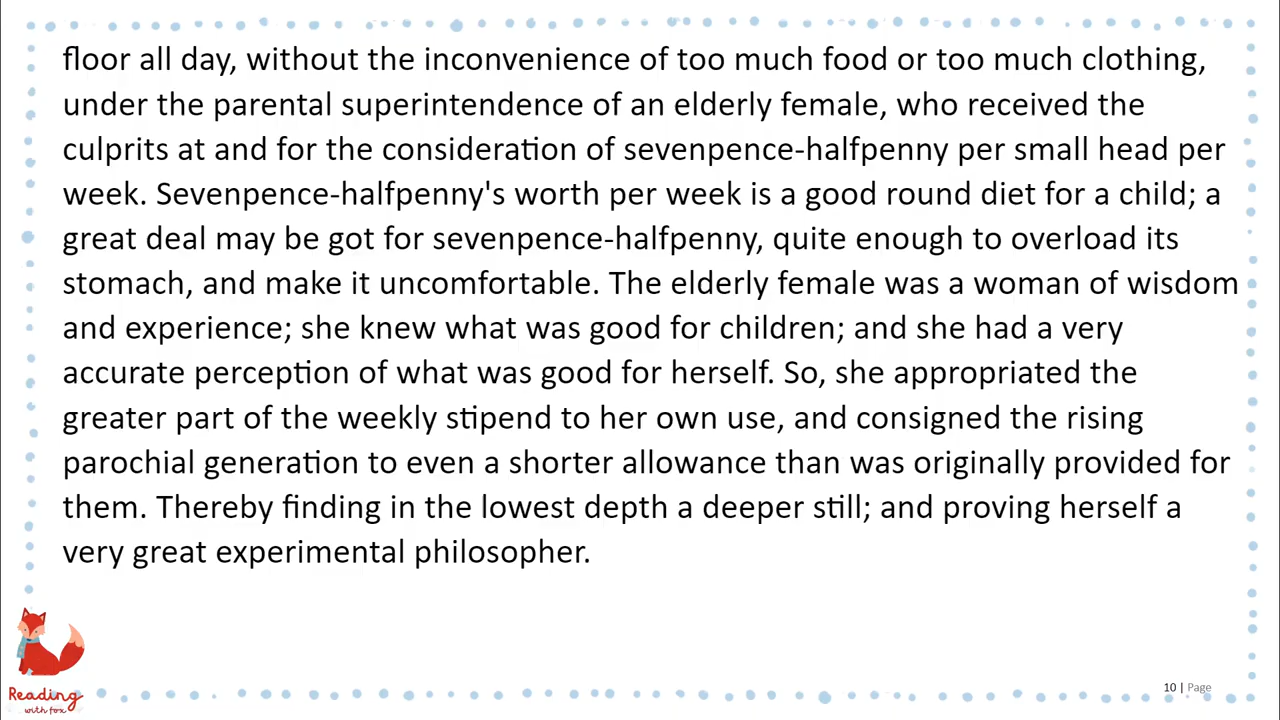 floor all day, without the inconvenience of too much food or too much clothing,
under the parental superintendence of an elderly female, who received the
culprits at and for the consideration of sevenpence-halfpenny per small head per
week. Sevenpence-halfpenny's worth per week is a good round diet for a child; a
great deal may be got for sevenpence-halfpenny, quite enough to overload its
stomach, and make it uncomfortable. The elderly female was a woman of wisdom
and experience; she knew what was good for children; and she had a very
accurate perception of what was good for herself. So, she appropriated the
greater part of the weekly stipend to her own use, and consigned the rising
parochial generation to even a shorter allowance than was originally provided for
them. Thereby finding in the lowest depth a deeper still; and proving herself a
very great experimental philosopher.
10 | Page
Reading
with fox